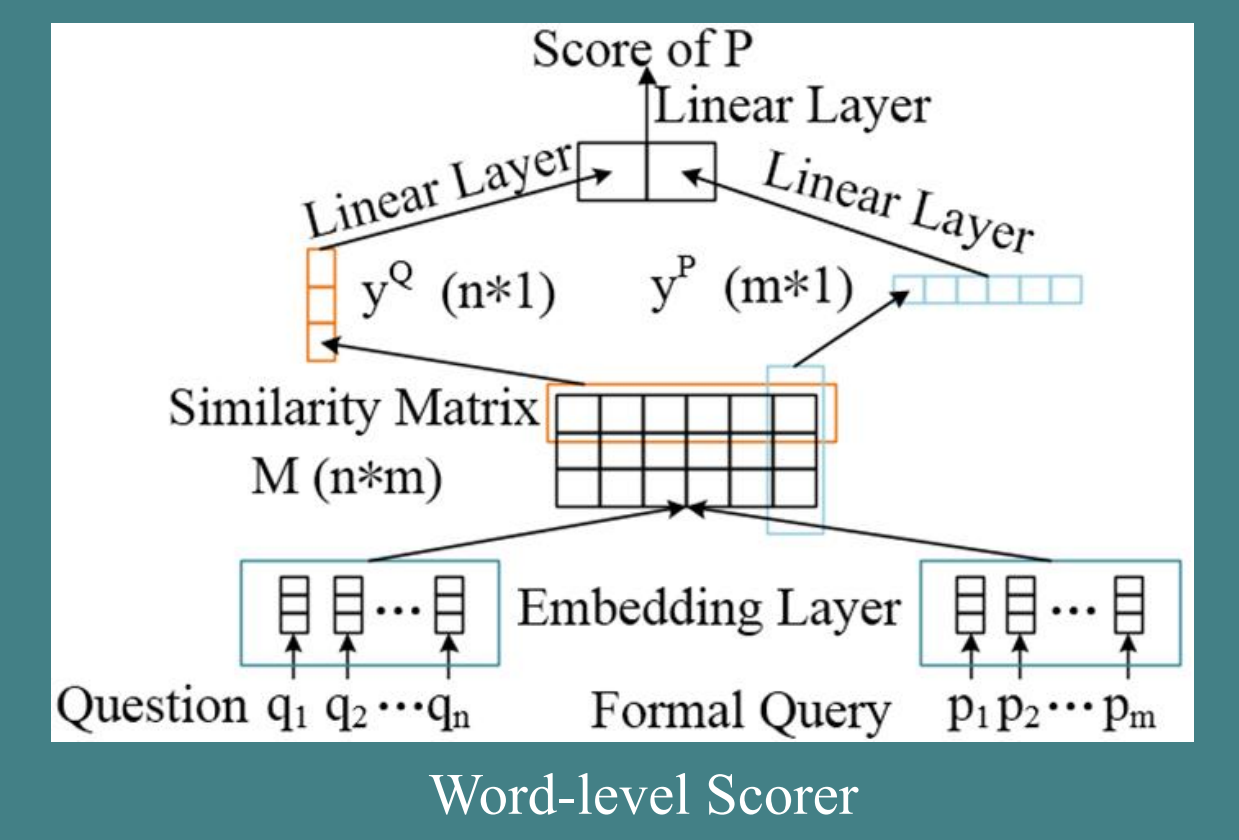 Score of P
Linear Layer
Linear Layer
Linear Layer
y^Q (n*1)
y^P (m*1)
Similarity Matrix
M (n*m)
Embedding Layer
Question q₁ q₂ ⋯qₙ
Formal Query p₁ p₂ ⋯ pₘ
Word-level Scorer